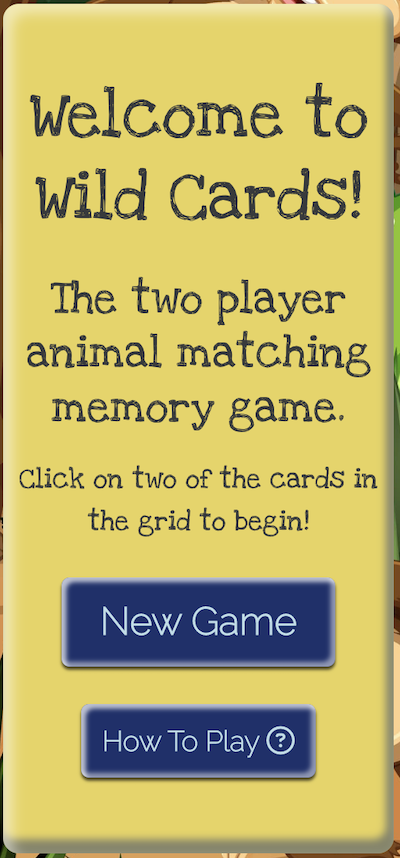 Welcome to
Wild Cards!
The two player
animal matching
memory game.
Click on two of the cards in
the grid to begin!
New Game
How To Play ?